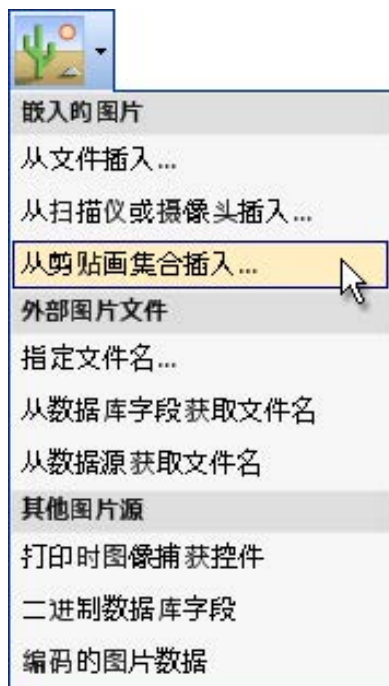 嵌入的图片
从文件插入...
从扫描仪或摄像头插入...
从剪贴画集合插入...
外部图片文件
指定文件名...
从数据库字段获取文件名
从数据源获取文件名
其他图片源
打印时图像捕获控件
二进制数据库字段
编码的图片数据